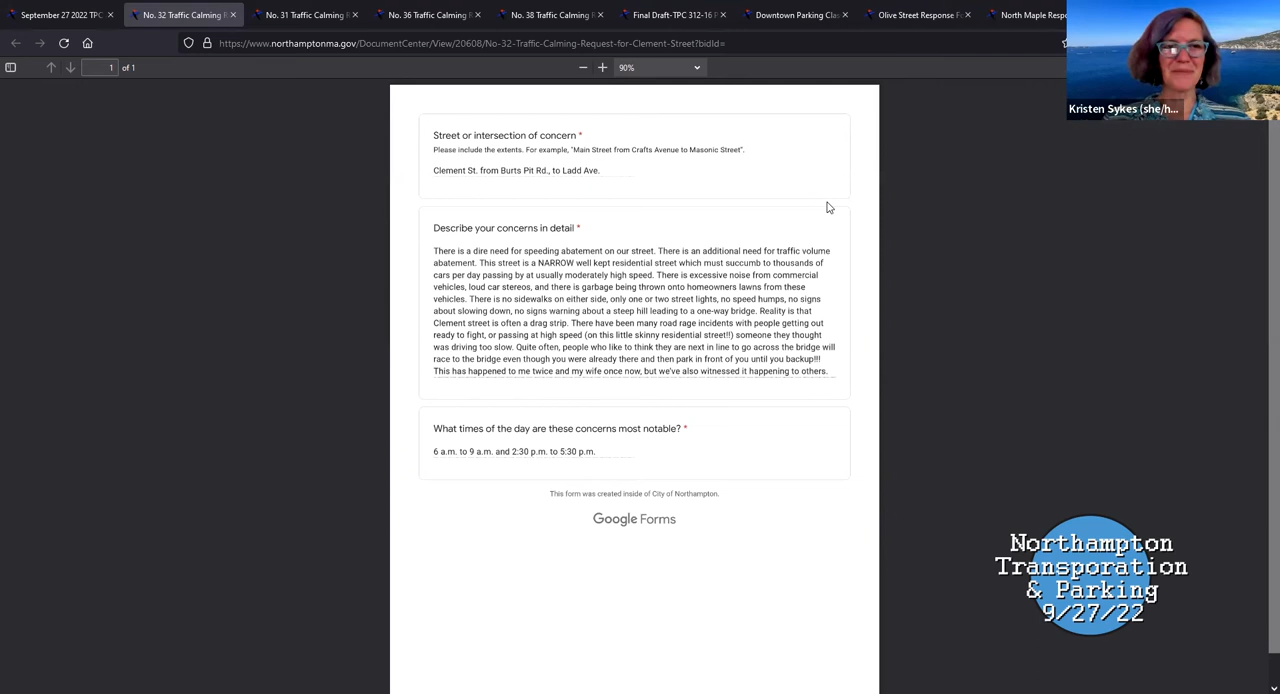 September 27 2022 TPC
No. 32 Traffic Calming R
No. 31 Traffic Calming R
No. 36 Traffic Calming R
No. 38 Traffic Calming R
Final Draft-TPC 312-16 P
Downtown Parking Clas
Olive Street Response Fo
North Maple Respo
https://www.northamptonma.gov/DocumentCenter/View/20608/No-32-Traffic-Calming-Request-for-Clement-Street?bidId=
1 of 1
90%
Kristen Sykes (she/h...
Street or intersection of concern *
Please include the extents. For example, "Main Street from Crafts Avenue to Masonic Street".
Clement St. from Burts Pit Rd., to Ladd Ave.
Describe your concerns in detail *
There is a dire need for speeding abatement on our street. There is an additional need for traffic volume
abatement. This street is a NARROW well kept residential street which must succumb to thousands of
cars per day passing by at usually moderately high speed. There is excessive noise from commercial
vehicles, loud car stereos, and there is garbage being thrown onto homeowners lawns from these
vehicles. There is no sidewalks on either side, only one or two street lights, no speed humps, no signs
about slowing down, no signs warning about a steep hill leading to a one-way bridge. Reality is that
Clement street is often a drag strip. There have been many road rage incidents with people getting out
ready to fight, or passing at high speed (on this little skinny residential street!!) someone they thought
was driving too slow. Quite often, people who like to think they are next in line to go across the bridge will
race to the bridge even though you were already there and then park in front of you until you backup!!!
This has happened to me twice and my wife once now, but we've also witnessed it happening to others.
What times of the day are these concerns most notable? *
6 a.m. to 9 a.m. and 2:30 p.m. to 5:30 p.m.
This form was created inside of City of Northampton.
Google Forms
Northampton
Transporation
& Parking
9/27/22